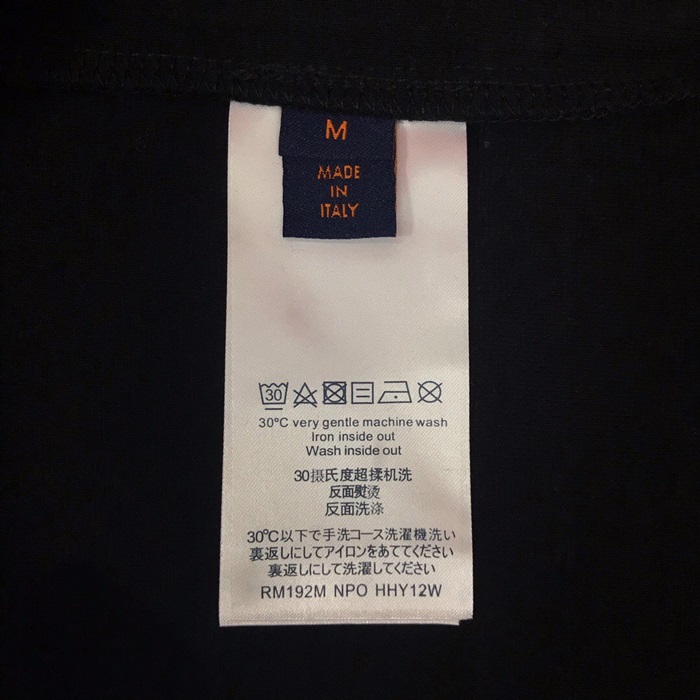 M
MADE
IN
ITALY
30
30°C very gentle machine wash
Iron inside out
Wash inside out
30摄氏度超揉机洗
反面熨烫
反面洗涤
30℃以下で手洗コース洗濯機洗い
裏返しにしてアイロンをあててください
裏返しにして洗濯してください
RM192M NPO HHY12W